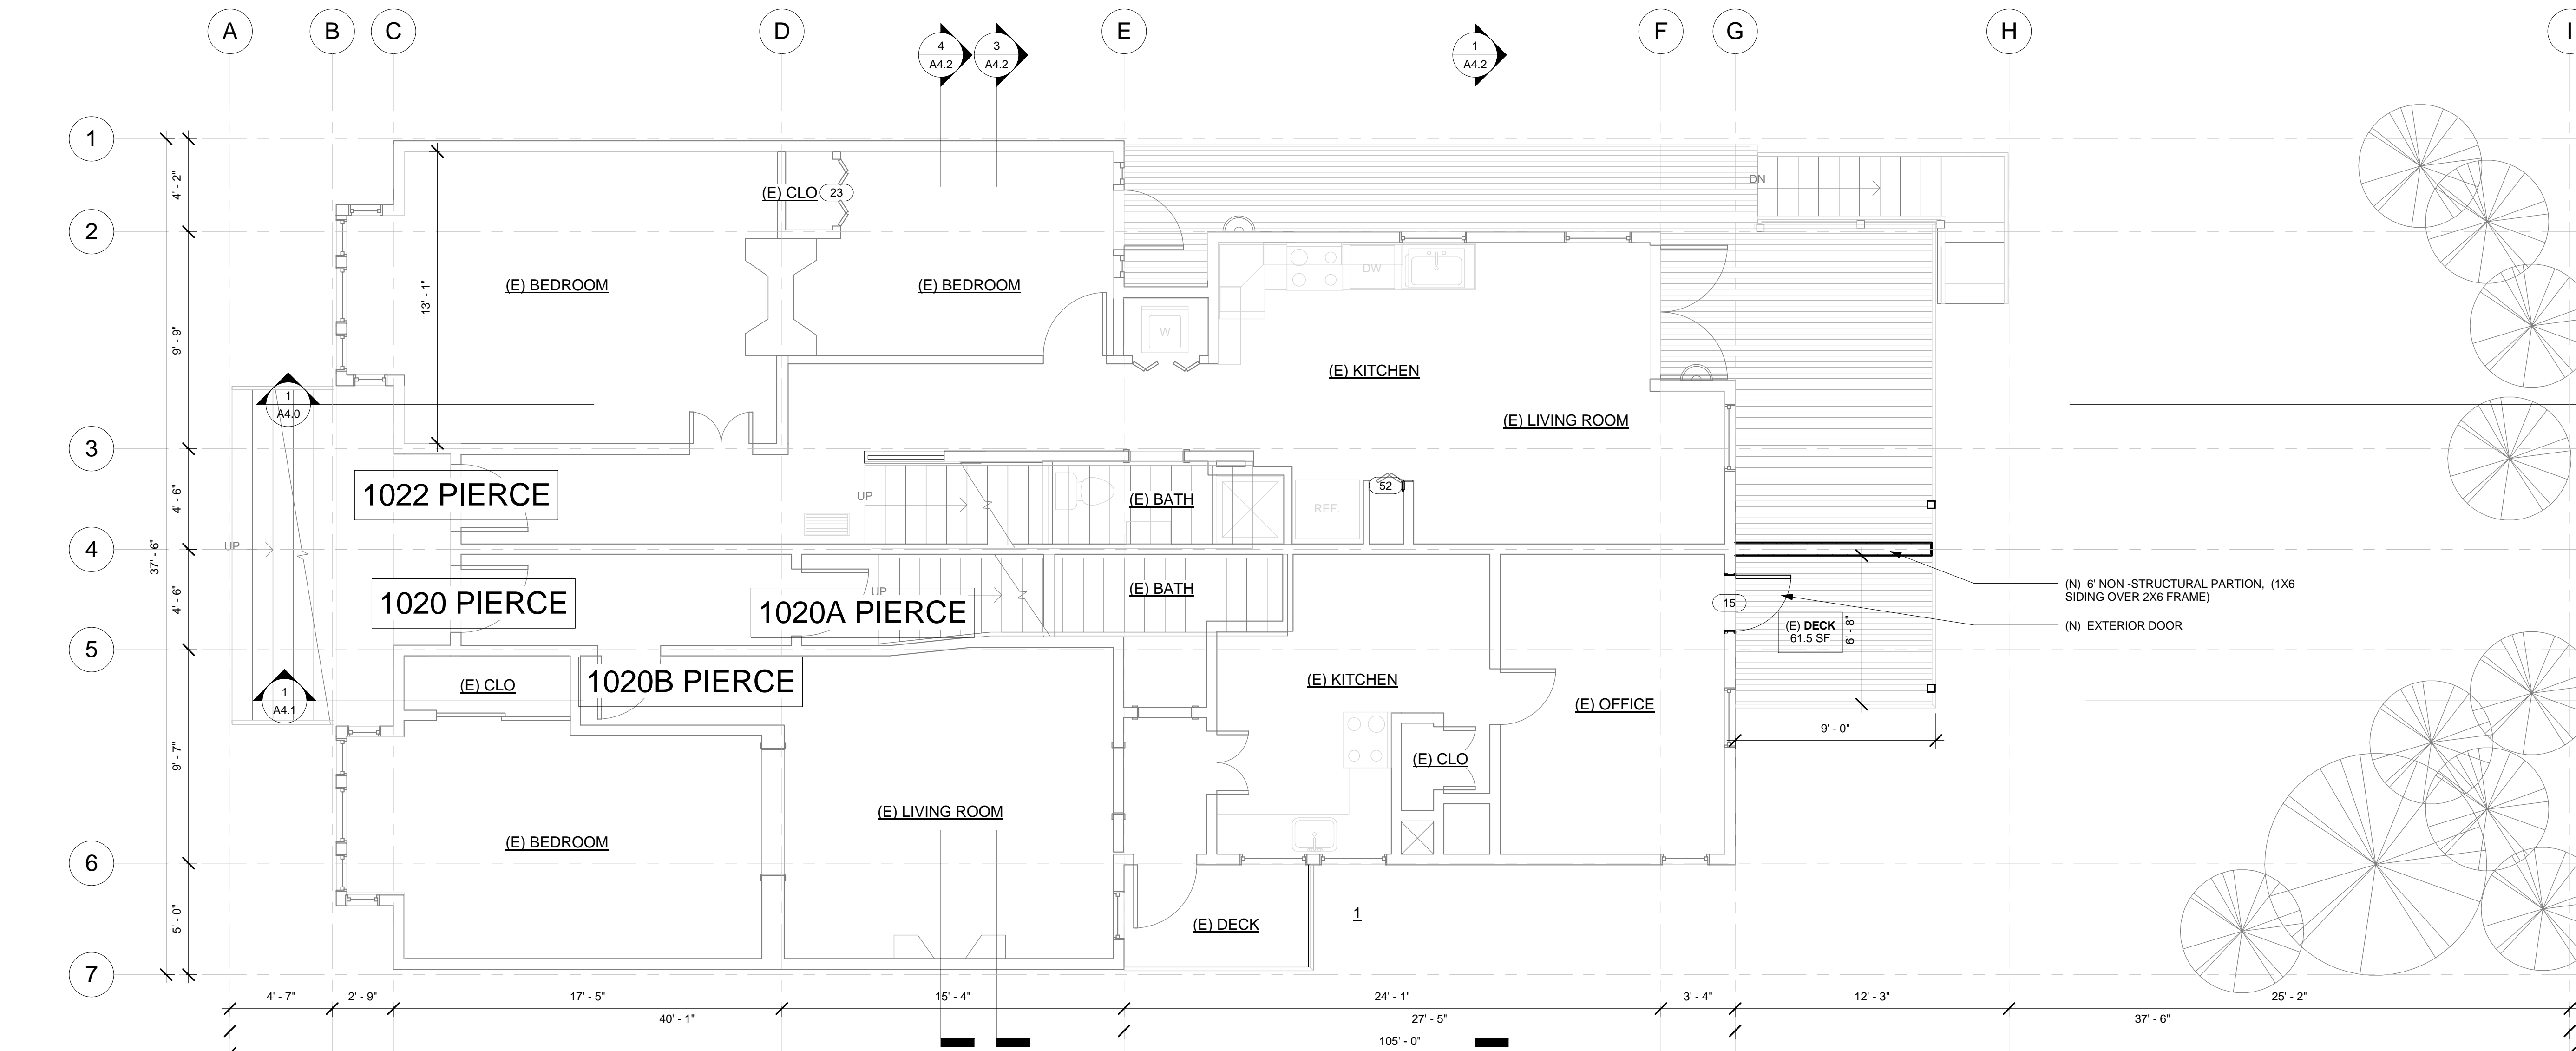 A B C D E F G H I
4
A4.2
3
A4.2
1
A4.2
1
2
3
4
5
6
7
4' - 2"
9' - 9"
4' - 6"
4' - 6"
9' - 7"
5' - 0"
37' - 6"
13' - 1"
(E) CLO
23
(E) BEDROOM
(E) BEDROOM
DN
DW
W
(E) KITCHEN
(E) LIVING ROOM
1
A4.0
1022 PIERCE
UP
(E) BATH
REF.
52
UP
1020 PIERCE
1020A PIERCE
UP
(E) BATH
15
(E) DECK
61.5 SF
6' - 8"
(N) 6' NON -STRUCTURAL PARTION, (1X6
SIDING OVER 2X6 FRAME)
(N) EXTERIOR DOOR
1
A4.1
(E) CLO
1020B PIERCE
(E) KITCHEN
(E) OFFICE
9' - 0"
(E) CLO
(E) BEDROOM
(E) LIVING ROOM
(E) DECK
1
4' - 7"
2' - 9"
17' - 5"
15' - 4"
24' - 1"
3' - 4"
12' - 3"
25' - 2"
40' - 1"
27' - 5"
37' - 6"
105' - 0"